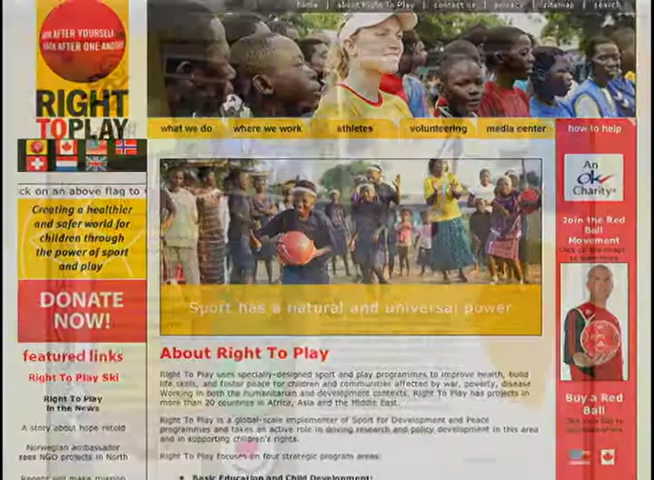 home | about Right To Play | contact us | privacy | sitemap | search
LOOK AFTER YOURSELF
LOOK AFTER ONE ANOTHER
RIGHT
TO PLAY
what we do
where we work
athletes
volunteering
media center
how to help
ck on an above flag to
Creating a healthier
and safer world for
children through
the power of sport
and play
DONATE
NOW!
featured links
Right To Play Ski
Right To Play
In the News
A story about hope retold
Norwegian ambassador
sees NGO projects in North
Sport has a natural and universal power
About Right To Play
Right To Play uses specially-designed sport and play programmes to improve health, build
life skills, and foster peace for children and communities affected by war, poverty, disease
Working in both the humanitarian and development contexts, Right To Play has projects in
more than 20 countries in Africa, Asia and the Middle East.
Right To Play is a global-scale implementer of Sport for Development and Peace
programmes and takes an active role in driving research and policy development in this area
and in supporting children's rights.
Right To Play focuses on four strategic program areas:
• Basic Education and Child Development:
An
ok
Charity
Join the Red
Ball
Movement
Buy a Red
Ball